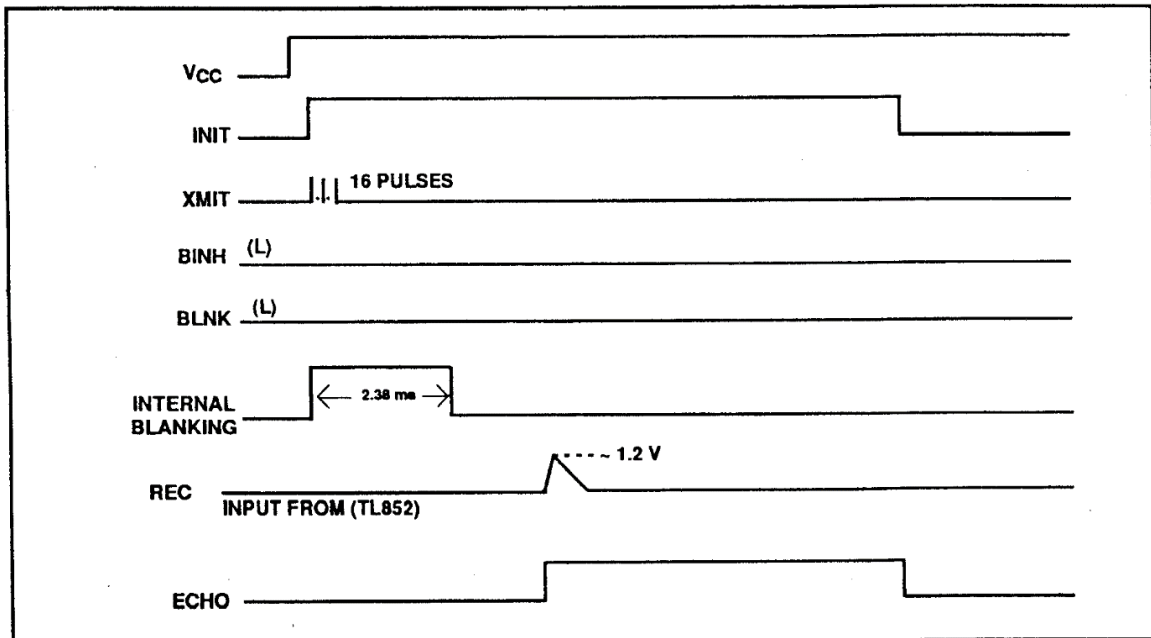 VCC
INIT
XMIT
16 PULSES
BINH (L)
BLNK (L)
2.38 ms
INTERNAL
BLANKING
~ 1.2 V
REC
INPUT FROM (TL852)
ECHO